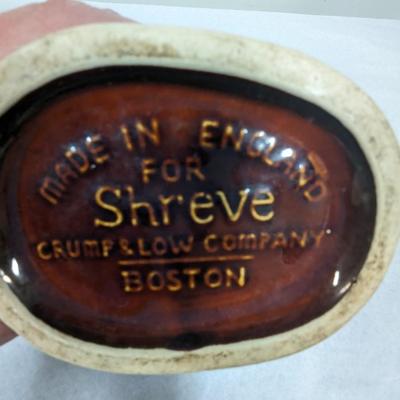 MADE IN ENGLAND
FOR
Shreve
CRUMP & LOW COMPANY
BOSTON